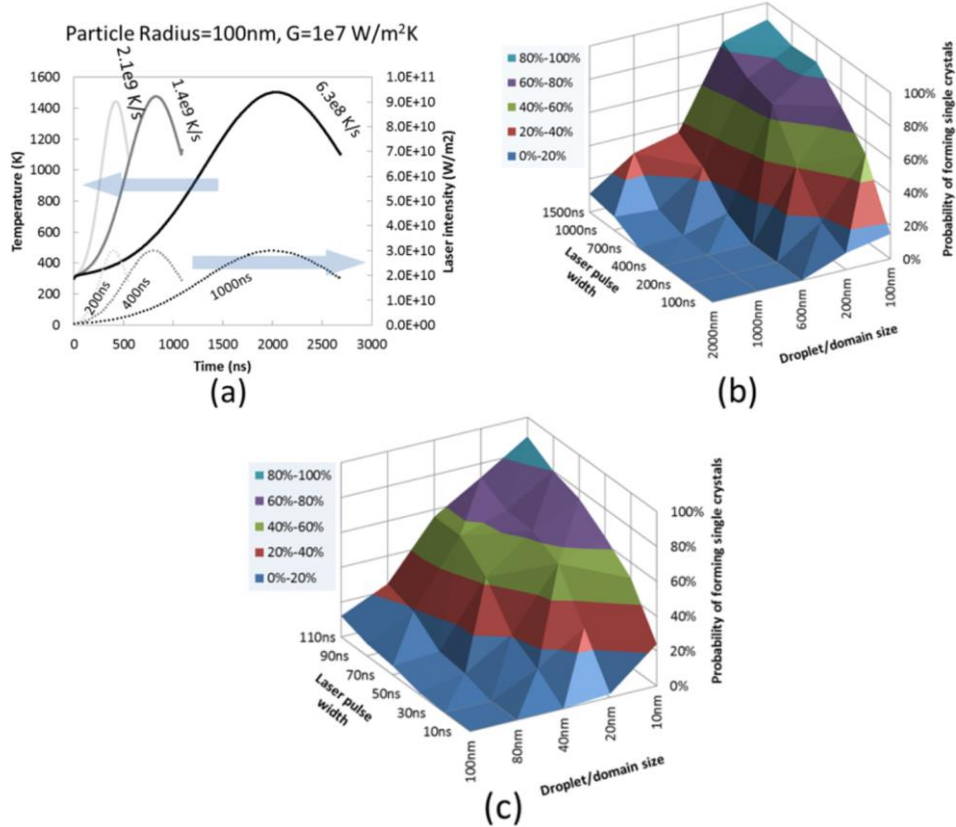 Particle Radius=100nm, G=1e7 W/m²K
2.1e9 K/s
1.4e9 K/s
6.3e8 K/s
1600
1400
1200
1000
800
600
400
200
0
Temperature (K)
1.0E+11
9.0E+10
8.0E+10
7.0E+10
6.0E+10
5.0E+10
4.0E+10
3.0E+10
2.0E+10
1.0E+10
0.0E+00
Laser intensity (W/m2)
200ns
400ns
1000ns
0 500 1000 1500 2000 2500 3000
Time (ns)
(a)
80%-100%
60%-80%
40%-60%
20%-40%
0%-20%
100%
80%
60%
40%
20%
0%
Probability of forming single crystals
1500ns
1000ns
700ns
400ns
200ns
100ns
Laser pulse
width
2000nm
1000nm
600nm
200nm
100nm
Droplet/domain size
(b)
80%-100%
60%-80%
40%-60%
20%-40%
0%-20%
100%
80%
60%
40%
20%
0%
Probability of forming single crystals
110ns
90ns
70ns
50ns
30ns
10ns
Laser pulse
width
100nm
80nm
40nm
20nm
10nm
Droplet/domain size
(c)